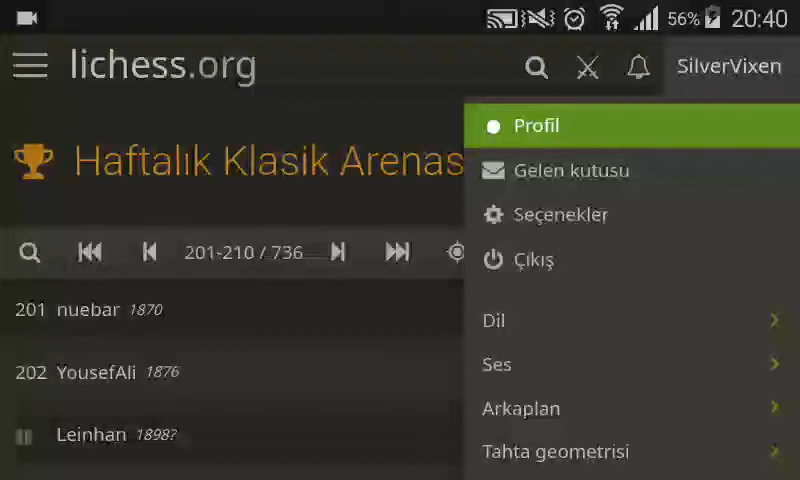 56% 20:40
lichess.org SilverVixen
Profil
Haftalık Klasik Arenas
Gelen kutusu
Seçenekler
201-210 / 736
Çıkış
201 nuebar 1870
Dil
202 YousefAli 1876
Ses
Arkaplan
Leinhan 1898?
Tahta geometrisi